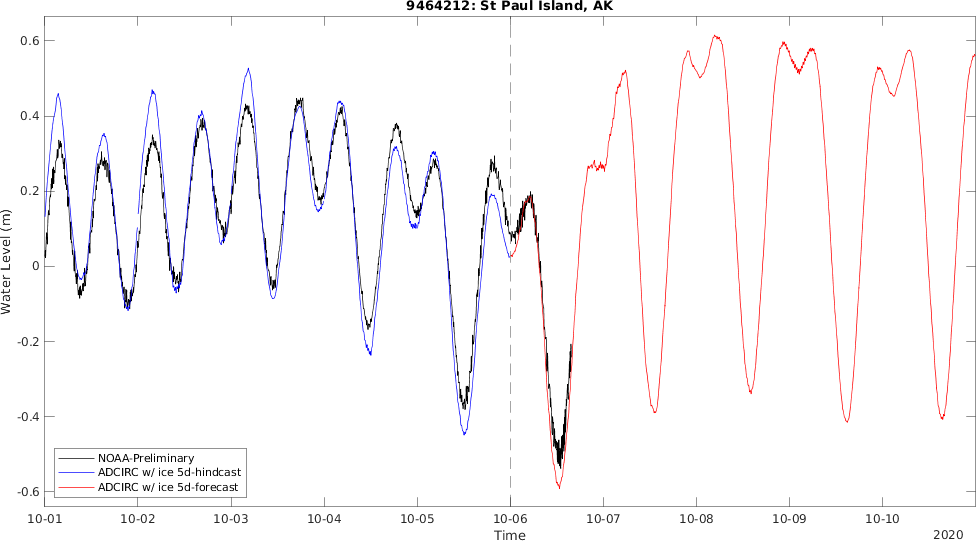 9464212: St Paul Island, AK
0.6
0.4
0.2
0
-0.2
-0.4
-0.6
Water Level (m)
NOAA-Preliminary
ADCIRC w/ ice 5d-hindcast
ADCIRC w/ ice 5d-forecast
10-01 10-02 10-03 10-04 10-05 10-06 10-07 10-08 10-09 10-10
Time
2020